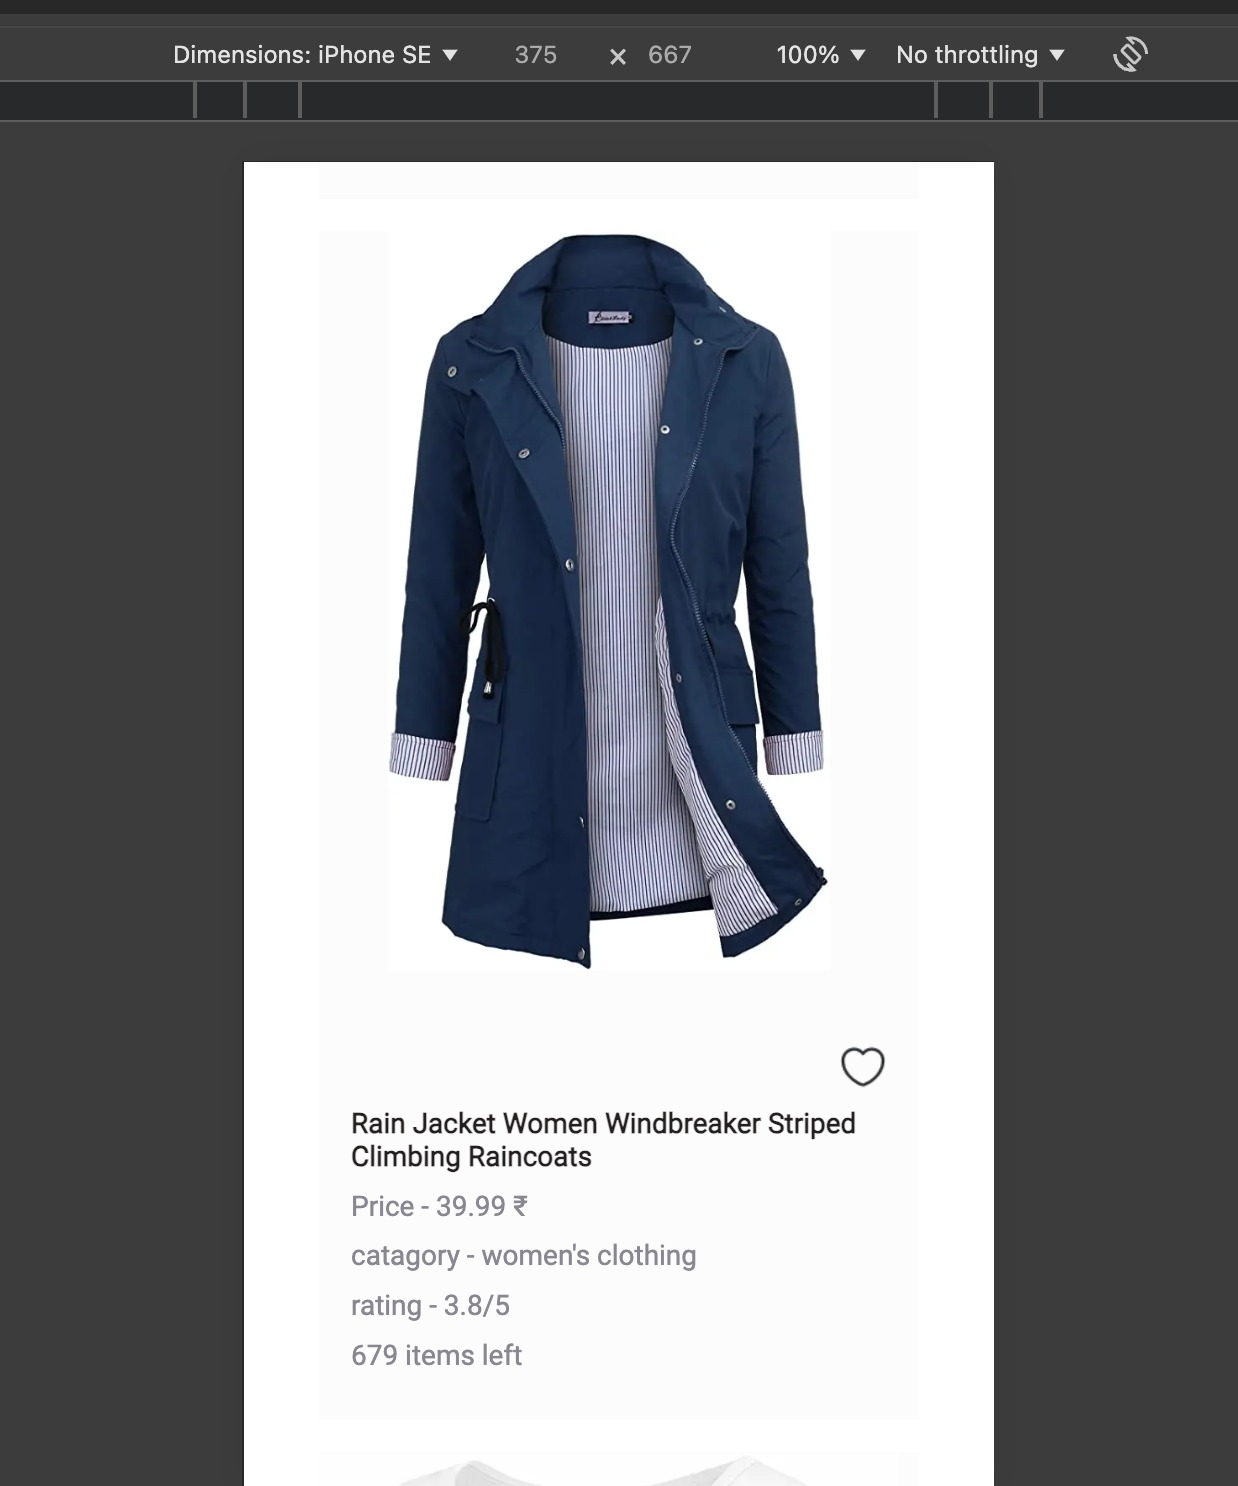 Dimensions: iPhone SE ▼ 375 × 667 100% ▼ No throttling ▼
Rain Jacket Women Windbreaker Striped
Climbing Raincoats
Price - 39.99 ₹
catagory - women's clothing
rating - 3.8/5
679 items left